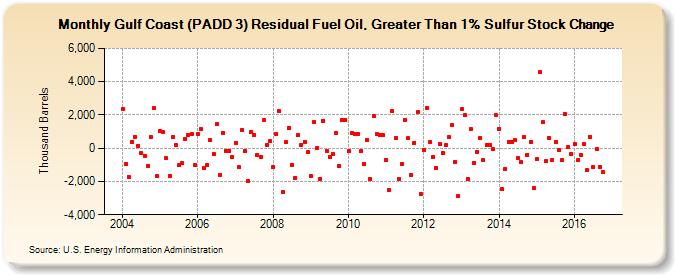 Monthly Gulf Coast (PADD 3) Residual Fuel Oil, Greater Than 1% Sulfur Stock Change
Thousand Barrels
6,000
4,000
2,000
0
-2,000
-4,000
2004 2006 2008 2010 2012 2014 2016
Source: U.S. Energy Information Administration